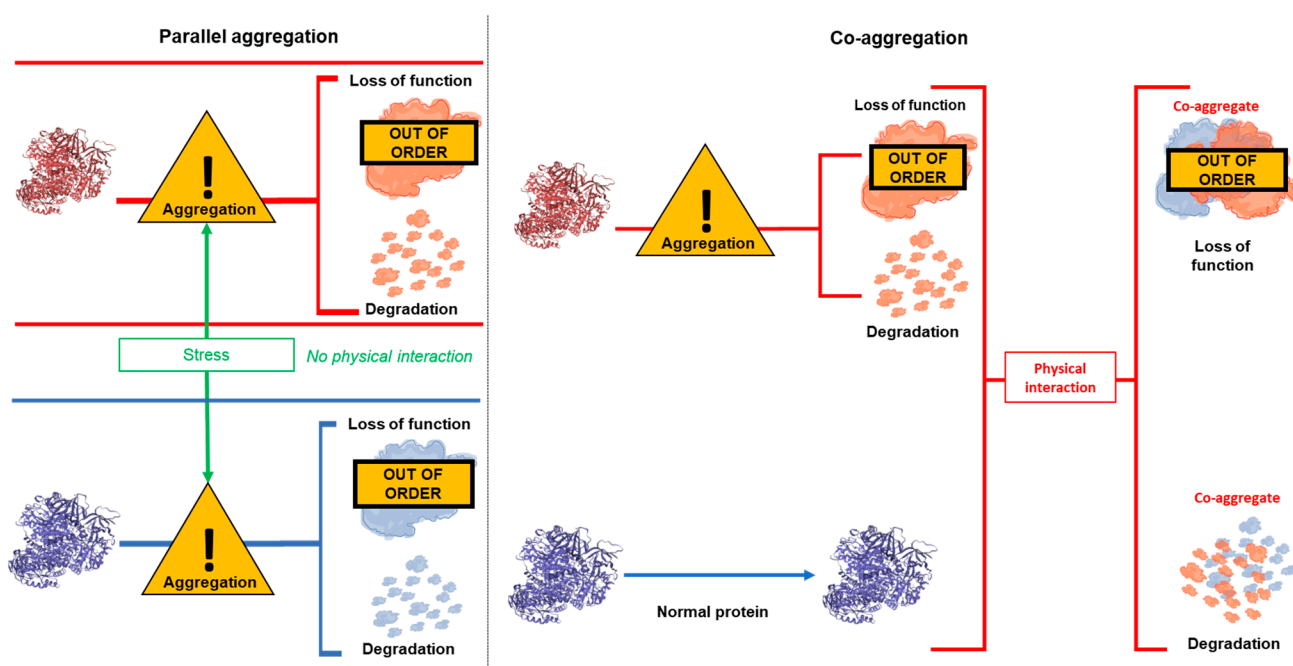 Parallel aggregation
Loss of function
OUT OF
ORDER
!
Aggregation
Degradation
Stress
No physical interaction
Loss of function
OUT OF
ORDER
!
Aggregation
Degradation
Co-aggregation
Loss of function
OUT OF
ORDER
!
Aggregation
Degradation
Normal protein
Physical
interaction
Co-aggregate
OUT OF
ORDER
Loss of
function
Co-aggregate
Degradation